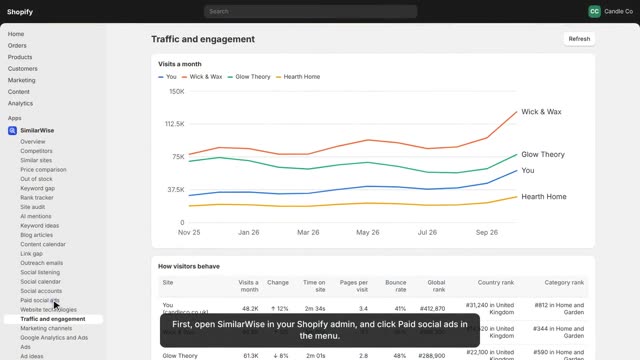 Shopify
Search
CC Candle Co
Home
Orders
Products
Customers
Marketing
Content
Analytics
Apps
SimilarWise
Overview
Competitors
Similar sites
Price comparison
Out of stock
Keyword gap
Rank tracker
Site audit
AI mentions
Keyword ideas
Blog articles
Content calendar
Link gap
Outreach emails
Social listening
Social calendar
Social accounts
Paid social ads
Website technologies
Traffic and engagement
Marketing channels
Google Analytics and Ads
Ads
Ad ideas
Traffic and engagement
Refresh
Visits a month
You Wick & Wax Glow Theory Hearth Home
150K
112.5K
75K
37.5K
0
Nov 25 Jan 26 Mar 26 May 26 Jul 26 Sep 26
Wick & Wax
Glow Theory
You
Hearth Home
How visitors behave
Site Visits a month Change Time on site Pages per visit Bounce rate Global rank Country rank Category rank
You 48.2K ↑ 12% 2m 34s 3.4 41% #412,870 #31,240 in United Kingdom #812 in Home and Garden
#344 in Home and Garden
Glow Theory 61.3K ↓ 8% 2m 01s 2.8 48% #288,900 #22,100 in United Kingdom #590 in Home and Garden
First, open SimilarWise in your Shopify admin, and click Paid social ads in
the menu.